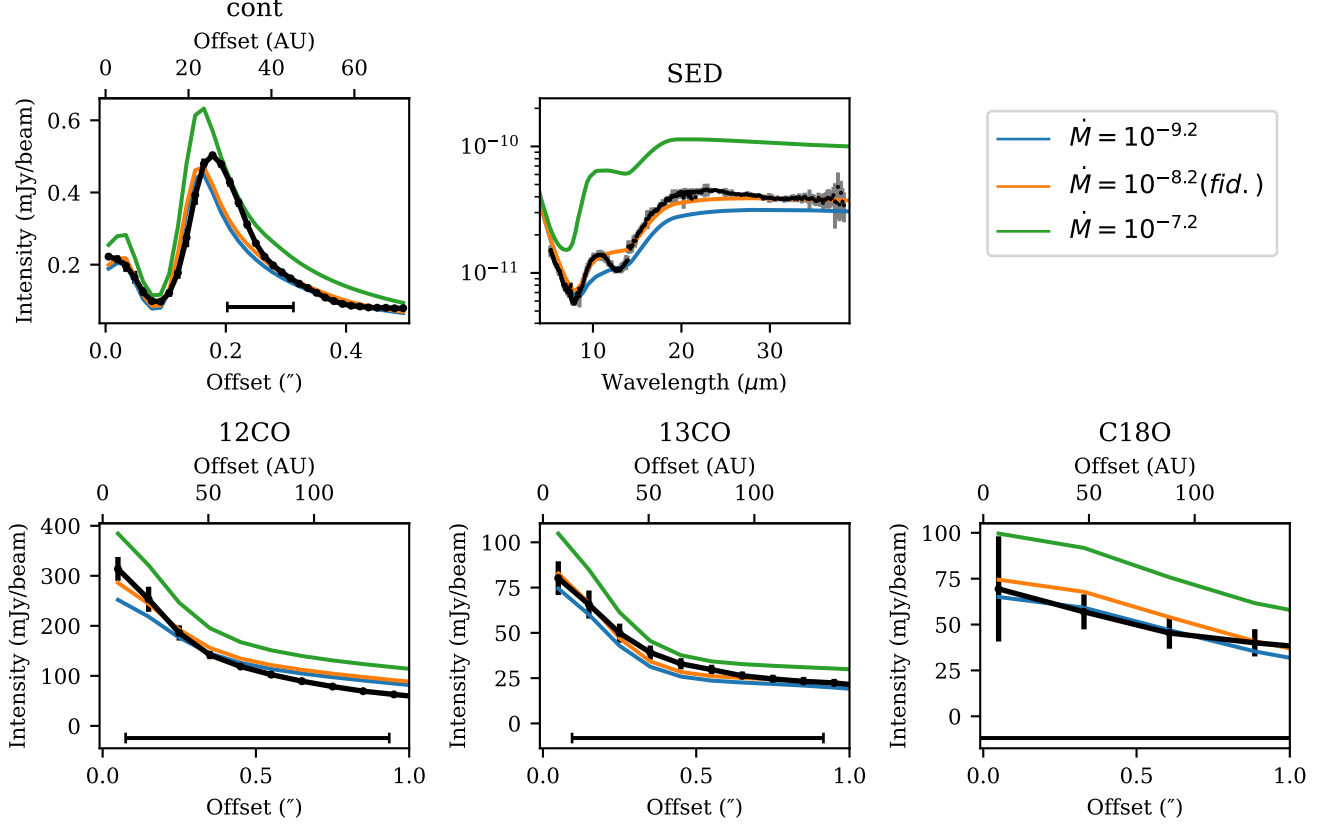 cont
Offset (AU)
0 20 40 60
Intensity (mJy/beam)
0.6
0.4
0.2
0.0 0.2 0.4
Offset (″)
SED
10⁻¹⁰
10⁻¹¹
10 20 30
Wavelength (μm)
Ṁ = 10⁻⁹·²
Ṁ = 10⁻⁸·² (fid.)
Ṁ = 10⁻⁷·²
12CO
Offset (AU)
0 50 100
Intensity (mJy/beam)
400
300
200
100
0
0.0 0.5 1.0
Offset (″)
13CO
Offset (AU)
0 50 100
Intensity (mJy/beam)
100
75
50
25
0
0.0 0.5 1.0
Offset (″)
C18O
Offset (AU)
0 50 100
Intensity (mJy/beam)
100
75
50
25
0
0.0 0.5 1.0
Offset (″)